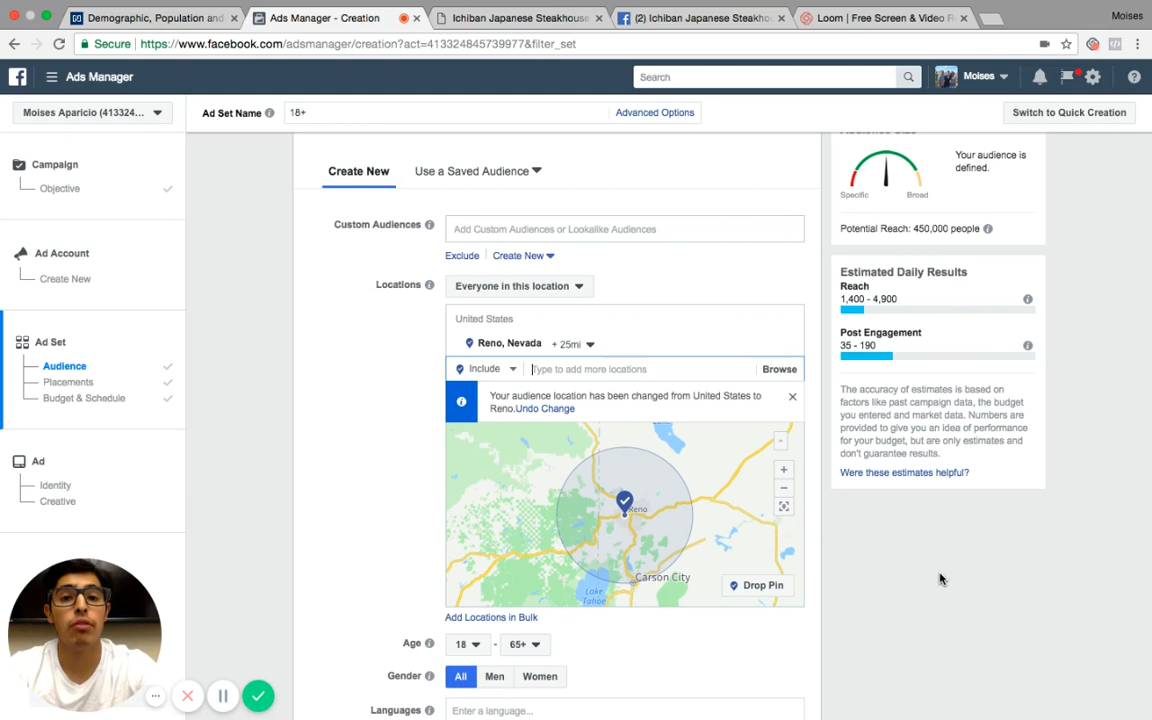 Demographic, Population and
Ads Manager - Creation
Ichiban Japanese Steakhouse
(2) Ichiban Japanese Steakho
Loom | Free Screen & Video R
Moises
Secure
https://www.facebook.com/adsmanager/creation?act=413324845739977&filter_set
Ads Manager
Search
Moises
Moises Aparicio (413324...
Ad Set Name
18+
Advanced Options
Switch to Quick Creation
Campaign
Objective
Ad Account
Create New
Ad Set
Audience
Placements
Budget & Schedule
Ad
Identity
Creative
Create New
Use a Saved Audience
Custom Audiences
Add Custom Audiences or Lookalike Audiences
Exclude
Create New
Locations
Everyone in this location
United States
Reno, Nevada
+ 25mi
Include
Type to add more locations
Browse
Your audience location has been changed from United States to
Reno.Undo Change
Reno
Carson City
Lake
Tahoe
Drop Pin
Add Locations in Bulk
Age
18
-
65+
Gender
All
Men
Women
Languages
Enter a language...
Audience Size
Your audience is
defined.
Specific
Broad
Potential Reach: 450,000 people
Estimated Daily Results
Reach
1,400 - 4,900
Post Engagement
35 - 190
The accuracy of estimates is based on
factors like past campaign data, the budget
you entered and market data. Numbers are
provided to give you an idea of performance
for your budget, but are only estimates and
don't guarantee results.
Were these estimates helpful?